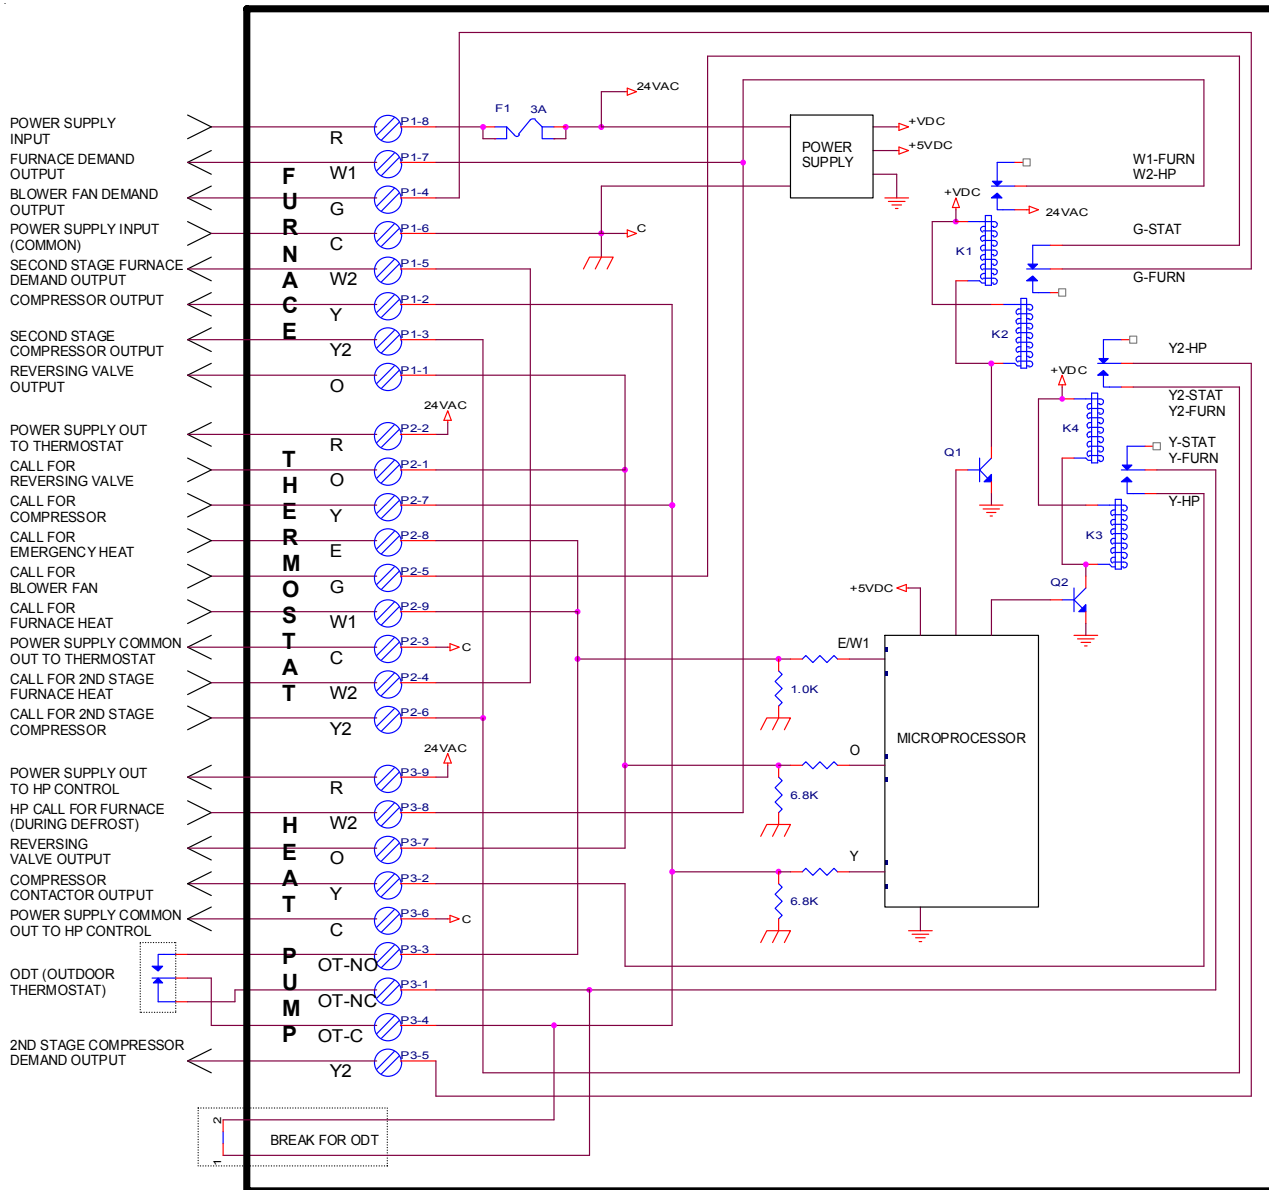 POWER SUPPLY
INPUT
R
P1-8
F1
3A
24VAC
FURNACE DEMAND
OUTPUT
W1
P1-7
BLOWER FAN DEMAND
OUTPUT
G
P1-4
POWER SUPPLY INPUT
(COMMON)
C
P1-6
C
SECOND STAGE FURNACE
DEMAND OUTPUT
W2
P1-5
COMPRESSOR OUTPUT
Y
P1-2
SECOND STAGE
COMPRESSOR OUTPUT
Y2
P1-3
REVERSING VALVE
OUTPUT
O
P1-1
FURNACE
POWER
SUPPLY
+VDC
+5VDC
W1-FURN
W2-HP
+VDC
24VAC
K1
G-STAT
G-FURN
K2
Y2-HP
+VDC
Y2-STAT
Y2-FURN
K4
Y-STAT
Y-FURN
Y-HP
K3
Q1
Q2
POWER SUPPLY OUT
TO THERMOSTAT
R
24VAC
P2-2
CALL FOR
REVERSING VALVE
O
P2-1
CALL FOR
COMPRESSOR
Y
P2-7
CALL FOR
EMERGENCY HEAT
E
P2-8
CALL FOR
BLOWER FAN
G
P2-5
CALL FOR
FURNACE HEAT
W1
P2-9
POWER SUPPLY COMMON
OUT TO THERMOSTAT
C
P2-3
C
CALL FOR 2ND STAGE
FURNACE HEAT
W2
P2-4
CALL FOR 2ND STAGE
COMPRESSOR
Y2
P2-6
THERMOSTAT
+5VDC
E/W1
1.0K
MICROPROCESSOR
O
6.8K
Y
6.8K
POWER SUPPLY OUT
TO HP CONTROL
R
24VAC
P3-9
HP CALL FOR FURNACE
(DURING DEFROST)
W2
P3-8
REVERSING
VALVE OUTPUT
O
P3-7
COMPRESSOR
CONTACTOR OUTPUT
Y
P3-2
POWER SUPPLY COMMON
OUT TO HP CONTROL
C
P3-6
C
HEAT PUMP
ODT (OUTDOOR
THERMOSTAT)
OT-NO
P3-3
OT-NC
P3-1
OT-C
P3-4
2ND STAGE COMPRESSOR
DEMAND OUTPUT
Y2
P3-5
2
BREAK FOR ODT
1